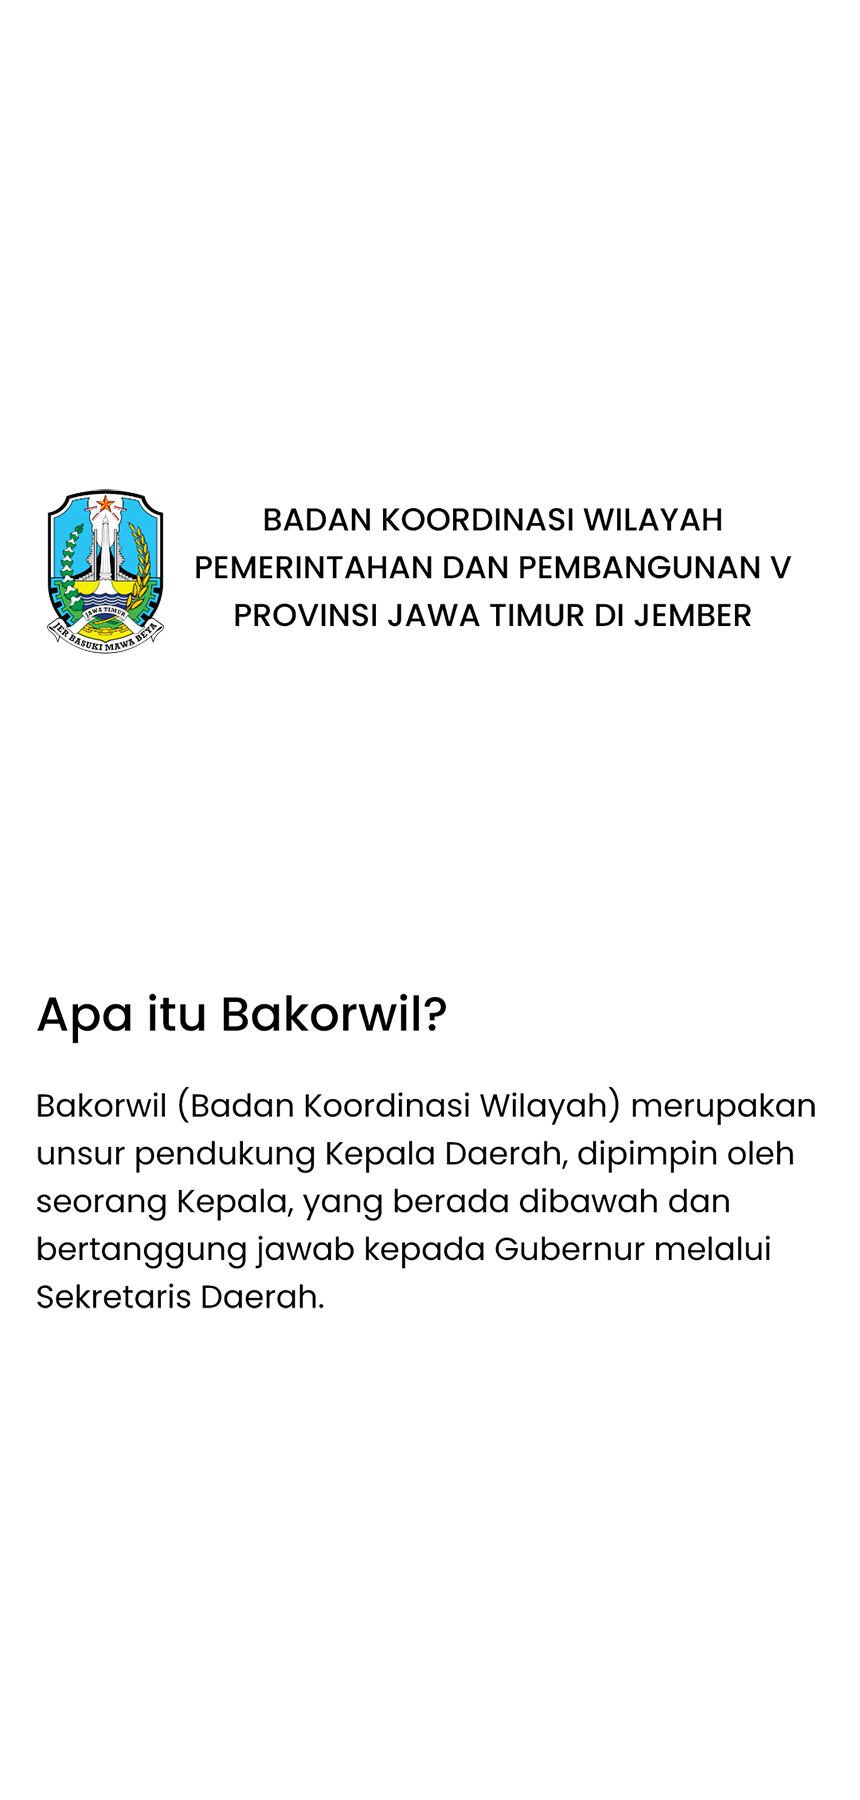 JAWA TIMUR
JER BASUKI MAWA BEYA
BADAN KOORDINASI WILAYAH
PEMERINTAHAN DAN PEMBANGUNAN V
PROVINSI JAWA TIMUR DI JEMBER
Apa itu Bakorwil?
Bakorwil (Badan Koordinasi Wilayah) merupakan
unsur pendukung Kepala Daerah, dipimpin oleh
seorang Kepala, yang berada dibawah dan
bertanggung jawab kepada Gubernur melalui
Sekretaris Daerah.